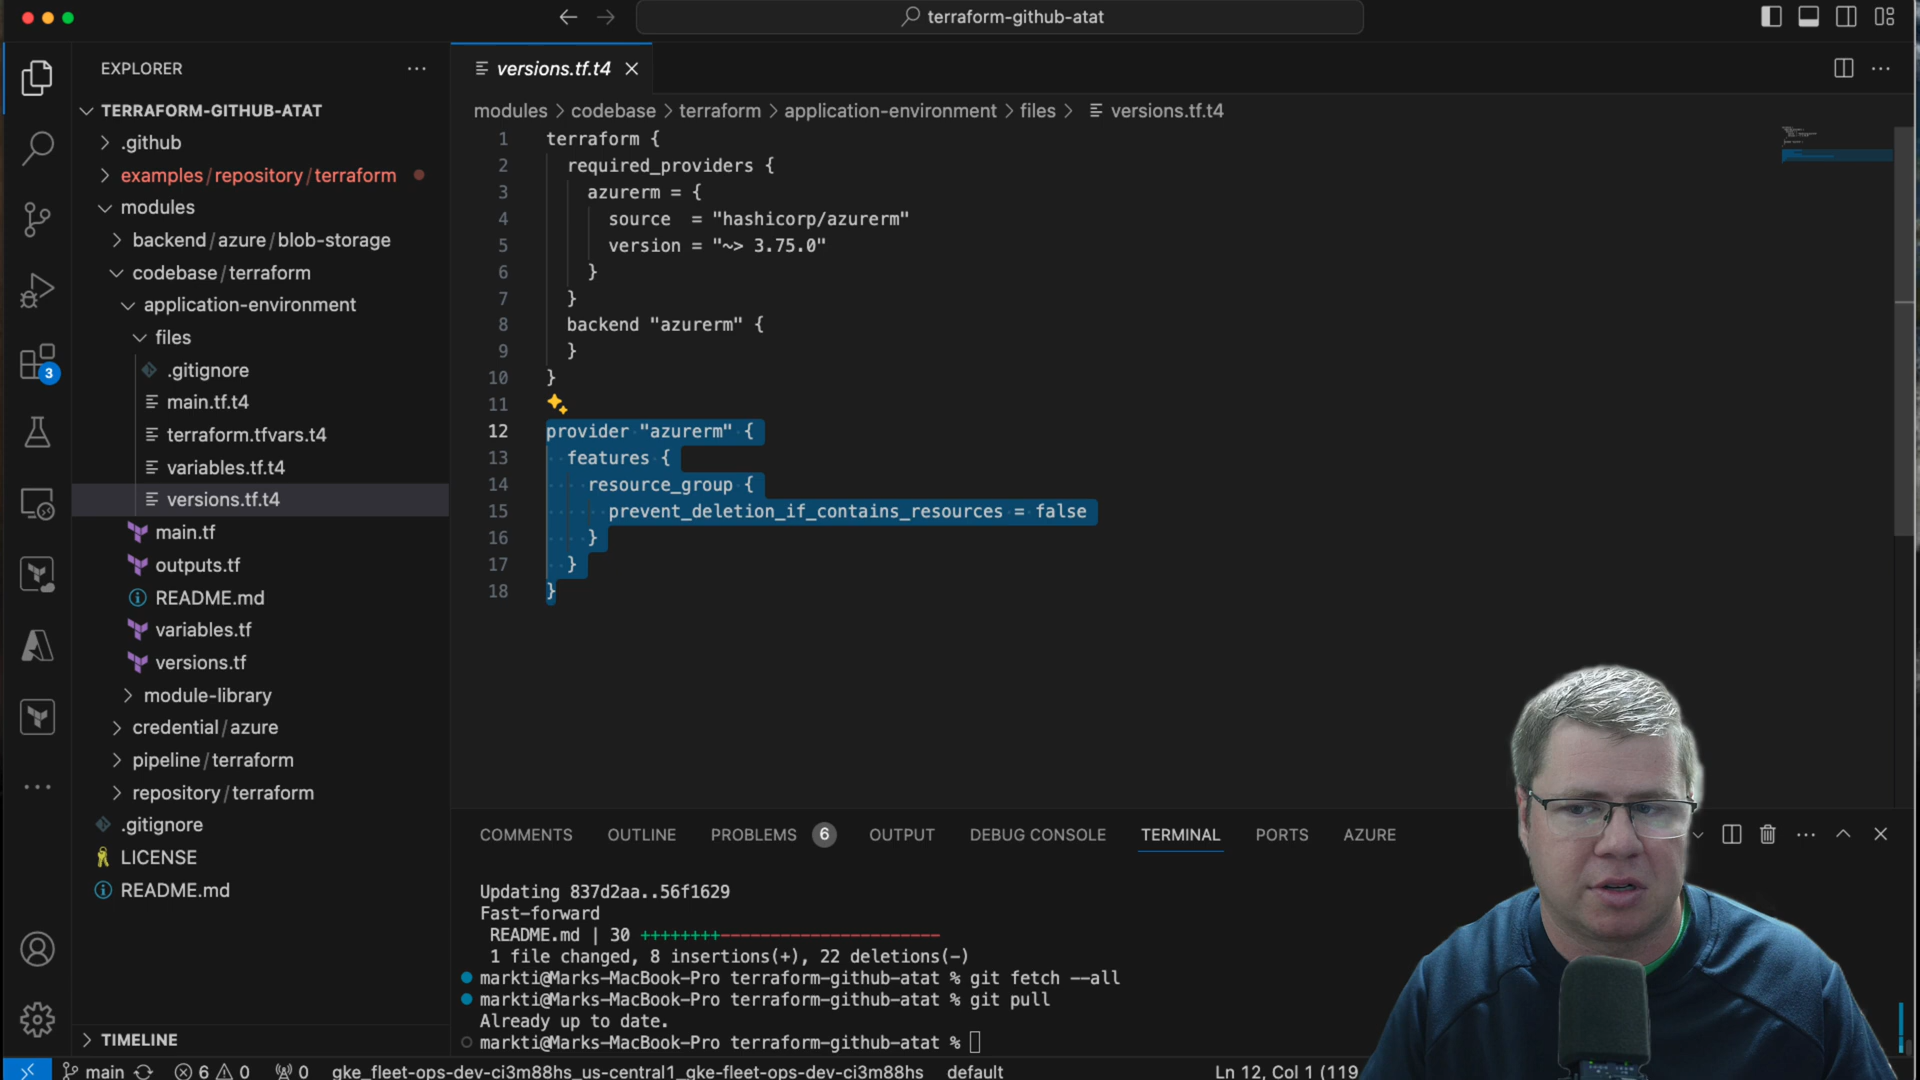 terraform-github-atat
EXPLORER
TERRAFORM-GITHUB-ATAT
.github
examples/repository/terraform
modules
backend/azure/blob-storage
codebase/terraform
application-environment
files
.gitignore
main.tf.t4
terraform.tfvars.t4
variables.tf.t4
versions.tf.t4
main.tf
outputs.tf
README.md
variables.tf
versions.tf
module-library
credential/azure
pipeline/terraform
repository/terraform
.gitignore
LICENSE
README.md
TIMELINE
3
versions.tf.t4
modules > codebase > terraform > application-environment > files > versions.tf.t4
1 terraform {
2 required_providers {
3 azurerm = {
4 source  = "hashicorp/azurerm"
5 version = "~> 3.75.0"
6 }
7 }
8 backend "azurerm" {
9 }
10 }
11
12 provider "azurerm" {
13 features {
14 resource_group {
15 prevent_deletion_if_contains_resources = false
16 }
17 }
18 }
COMMENTS OUTLINE PROBLEMS 6 OUTPUT DEBUG CONSOLE TERMINAL PORTS AZURE
Updating 837d2aa..56f1629
Fast-forward
README.md | 30 ++++++++----------------------
1 file changed, 8 insertions(+), 22 deletions(-)
markti@Marks-MacBook-Pro terraform-github-atat % git fetch --all
markti@Marks-MacBook-Pro terraform-github-atat % git pull
Already up to date.
markti@Marks-MacBook-Pro terraform-github-atat %
main 6 0 0 gke_fleet-ops-dev-ci3m88hs_us-central1_gke-fleet-ops-dev-ci3m88hs default Ln 12, Col 1 (119